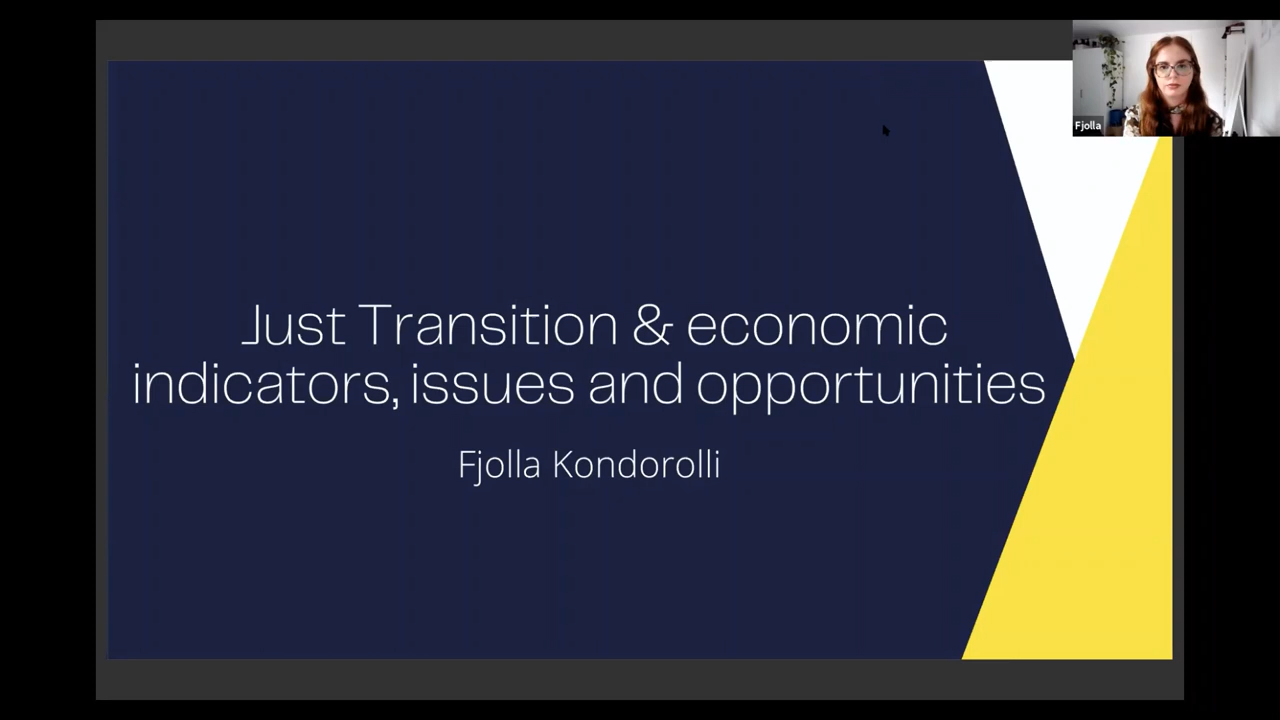 Fjolla
Just Transition & economic
indicators, issues and opportunities
Fjolla Kondorolli